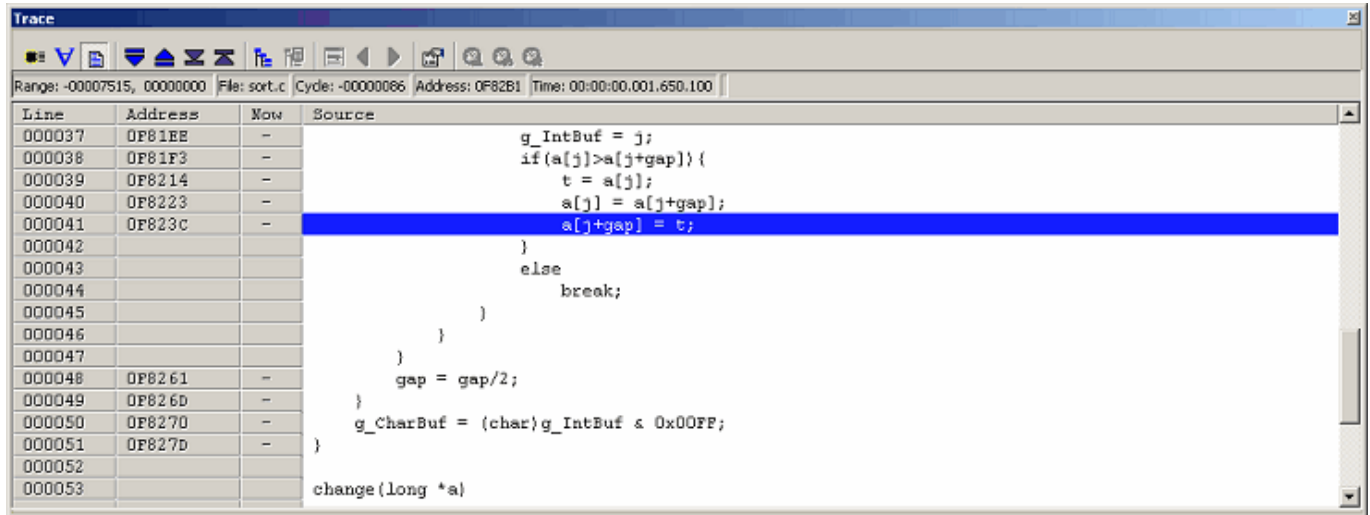 Trace
Range: -00007515, 00000000 File: sort.c Cycle: -00000086 Address: 0F82B1 Time: 00:00:00.001.650.100
Line Address Now Source
000037 0F81EE - g_IntBuf = j;
000038 0F81F3 - if(a[j]>a[j+gap]){
000039 0F8214 - t = a[j];
000040 0F8223 - a[j] = a[j+gap];
000041 0F823C - a[j+gap] = t;
000042 }
000043 else
000044 break;
000045 }
000046 }
000047 }
000048 0F8261 - gap = gap/2;
000049 0F826D - }
000050 0F8270 - g_CharBuf = (char)g_IntBuf & 0x00FF;
000051 0F827D - }
000052
000053 change(long *a)